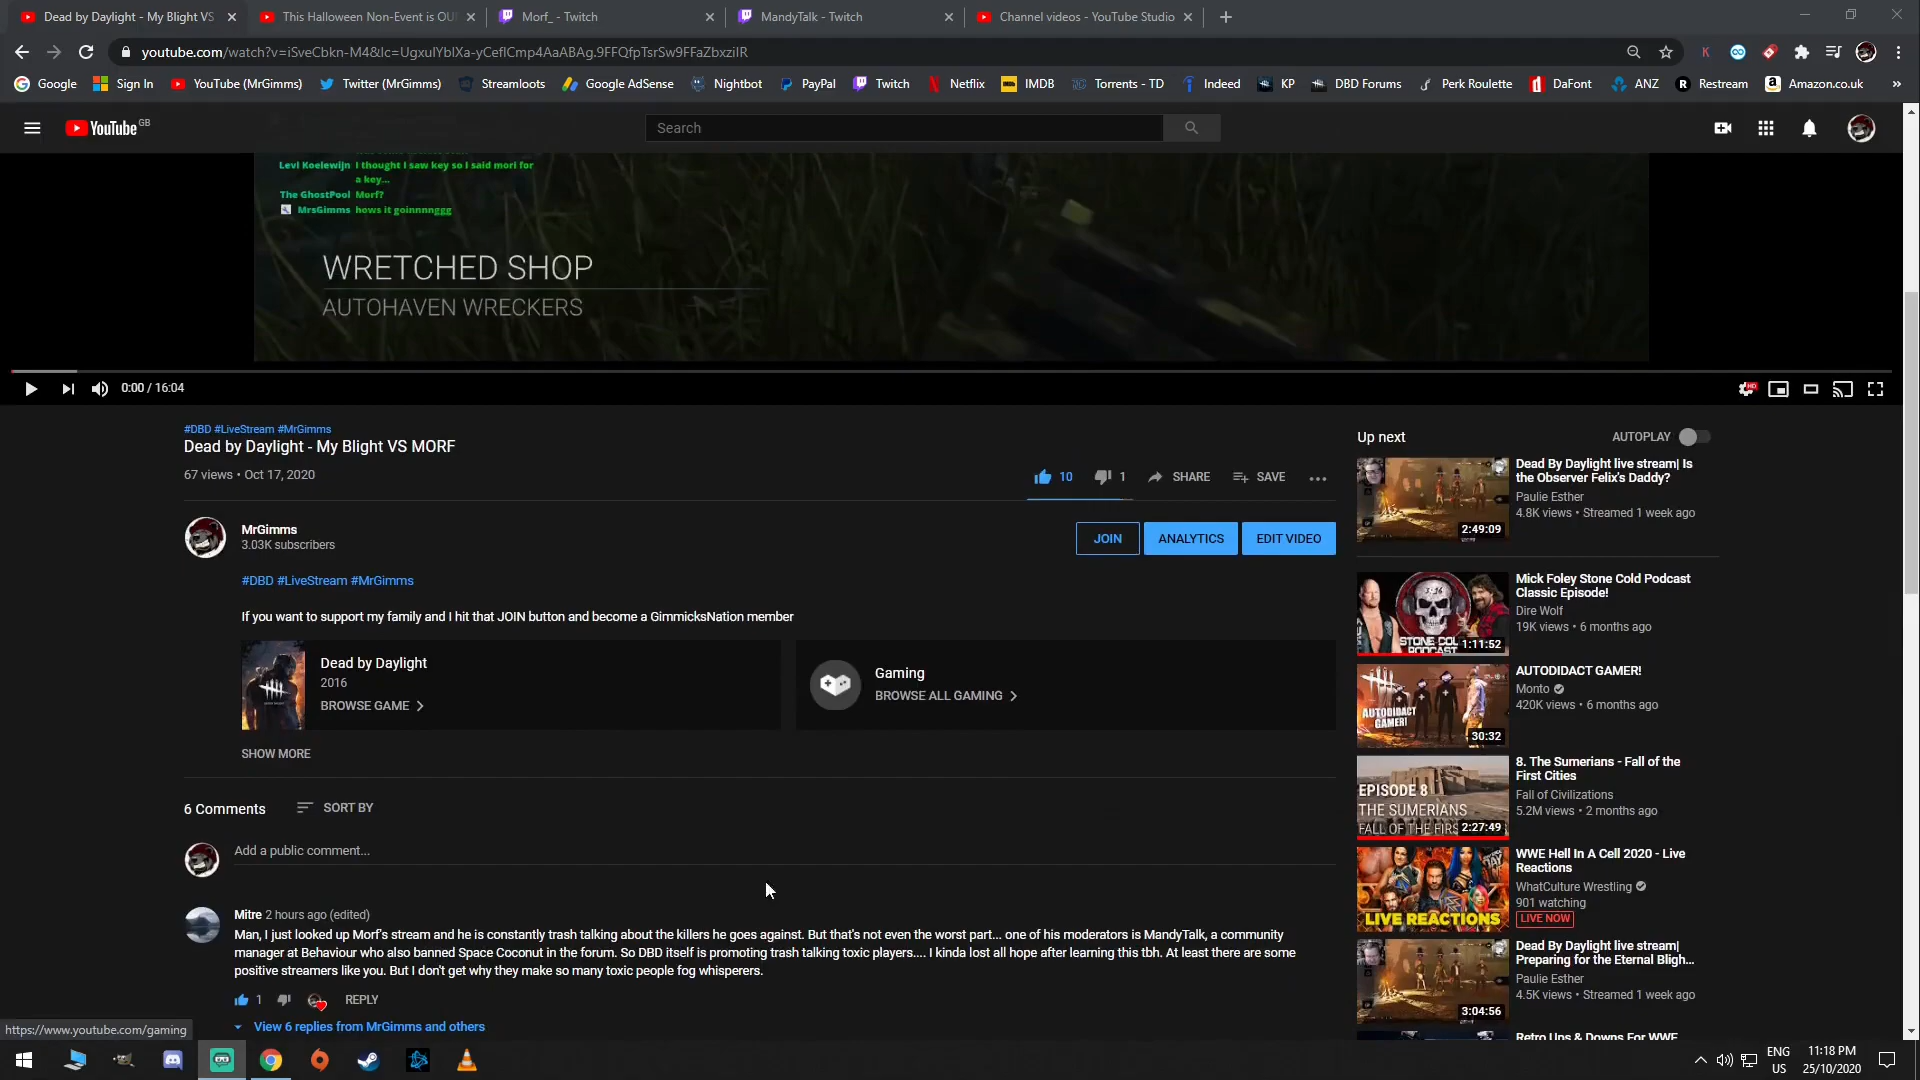 Dead by Daylight - My Blight VS
This Halloween Non-Event is OU
Morf_ - Twitch
MandyTalk - Twitch
Channel videos - YouTube Studio
youtube.com/watch?v=iSveCbkn-M4&lc=UgxulYblXa-yCeflCmp4AaABAg.9FFQfpTsrSw9FFaZbxziIR
Google
Sign In
YouTube (MrGimms)
Twitter (MrGimms)
Streamloots
Google AdSense
Nightbot
PayPal
Twitch
Netflix
IMDB
Torrents - TD
Indeed
KP
DBD Forums
Perk Roulette
DaFont
ANZ
Restream
Amazon.co.uk
YouTube GB
Search
Levi Koelewijn I thought I saw key so I said mori for
a key...
The GhostPool Morf?
MrsGimms hows it goinnnnggg
WRETCHED SHOP
AUTOHAVEN WRECKERS
0:00 / 16:04
HD
#DBD #LiveStream #MrGimms
Dead by Daylight - My Blight VS MORF
67 views • Oct 17, 2020
10
1
SHARE
SAVE
MrGimms
3.03K subscribers
JOIN
ANALYTICS
EDIT VIDEO
#DBD #LiveStream #MrGimms
If you want to support my family and I hit that JOIN button and become a GimmicksNation member
Dead by Daylight
2016
BROWSE GAME
Gaming
BROWSE ALL GAMING
SHOW MORE
6 Comments
SORT BY
Add a public comment...
Mitre 2 hours ago (edited)
Man, I just looked up Morf's stream and he is constantly trash talking about the killers he goes against. But that's not even the worst part... one of his moderators is MandyTalk, a community
manager at Behaviour who also banned Space Coconut in the forum. So DBD itself is promoting trash talking toxic players.... I kinda lost all hope after learning this tbh. At least there are some
positive streamers like you. But I don't get why they make so many toxic people fog whisperers.
1
REPLY
View 6 replies from MrGimms and others
Up next
AUTOPLAY
2:49:09
Dead By Daylight live stream| Is
the Observer Felix's Daddy?
Paulie Esther
4.8K views • Streamed 1 week ago
3:16
STONE COLD
PODCAST
1:11:52
Mick Foley Stone Cold Podcast
Classic Episode!
Dire Wolf
19K views • 6 months ago
AUTODIDACT
GAMER!
30:32
AUTODIDACT GAMER!
Monto
420K views • 6 months ago
EPISODE 8
THE SUMERIANS
FALL OF THE FIRS
2:27:49
8. The Sumerians - Fall of the
First Cities
Fall of Civilizations
5.2M views • 2 months ago
LIVE REACTIONS
WWE Hell In A Cell 2020 - Live
Reactions
WhatCulture Wrestling
901 watching
LIVE NOW
3:04:56
Dead By Daylight live stream|
Preparing for the Eternal Bligh...
Paulie Esther
4.5K views • Streamed 1 week ago
Retro Ups & Downs For WWE
https://www.youtube.com/gaming
ENG
US
11:18 PM
25/10/2020